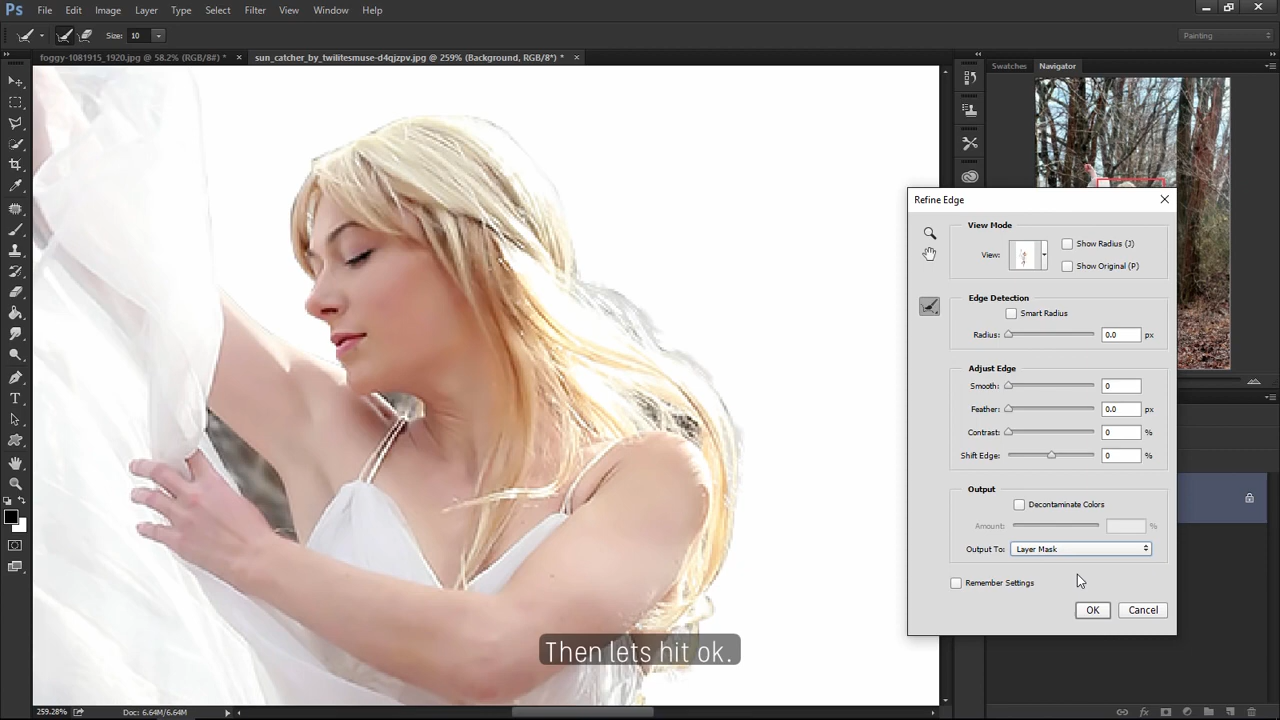 Ps File Edit Image Layer Type Select Filter View Window Help
Size: 10 Painting
foggy-1081915_1920.jpg @ 58.2% (RGB/8#) * × sun_catcher_by_twilitesmuse-d4qjzpv.jpg @ 259% (Background, RGB/8*) * ×
Swatches Navigator
Refine Edge
View Mode
View:
Show Radius (J)
Show Original (P)
Edge Detection
Smart Radius
Radius: 0.0 px
Adjust Edge
Smooth: 0
Feather: 0.0 px
Contrast: 0 %
Shift Edge: 0 %
Output
Decontaminate Colors
Amount: %
Output To: Layer Mask
Remember Settings
OK Cancel
Then lets hit ok.
259.28% Doc: 6.64M/6.64M